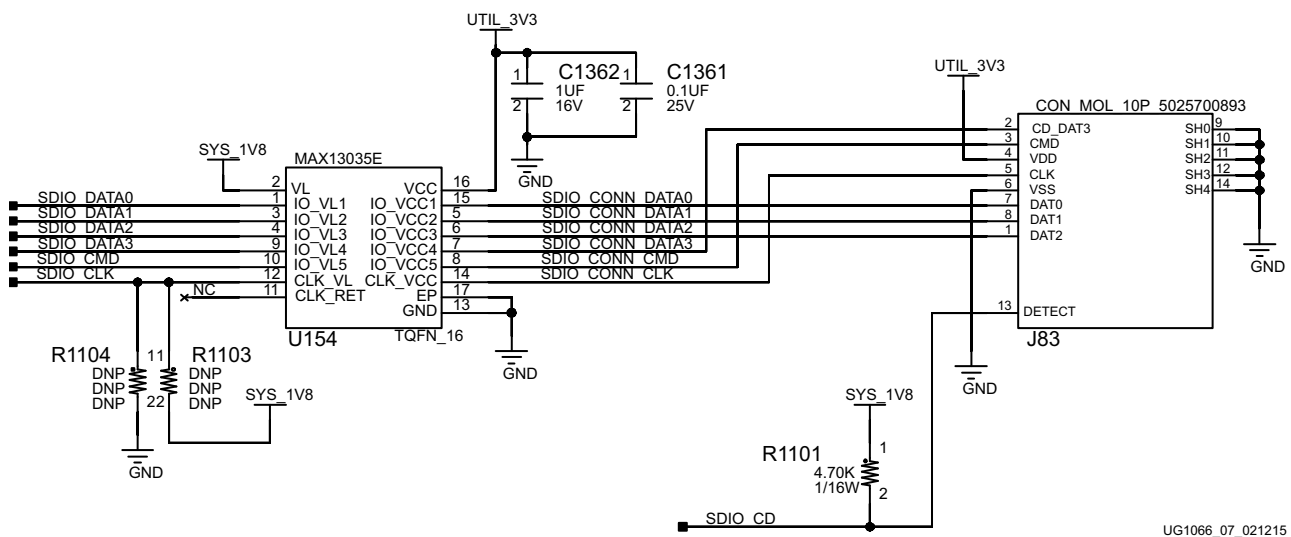 UTIL_3V3
1 C1362 1 C1361
1UF 0.1UF
2 16V 2 25V
UTIL_3V3
GND
CON_MOL_10P_5025700893
2 CD_DAT3 SH0 9
3 CMD SH1 10
4 VDD SH2 11
5 CLK SH3 12
6 VSS SH4 14
7 DAT0
8 DAT1
1 DAT2
GND
13 DETECT
J83
GND
SYS_1V8
MAX13035E
2 VL VCC 16
SDIO_DATA0 1 IO_VL1 IO_VCC1 15 SDIO_CONN_DATA0
SDIO_DATA1 3 IO_VL2 IO_VCC2 5 SDIO_CONN_DATA1
SDIO_DATA2 4 IO_VL3 IO_VCC3 6 SDIO_CONN_DATA2
SDIO_DATA3 9 IO_VL4 IO_VCC4 7 SDIO_CONN_DATA3
SDIO_CMD 10 IO_VL5 IO_VCC5 8 SDIO_CONN_CMD
SDIO_CLK 12 CLK_VL CLK_VCC 14 SDIO_CONN_CLK
NC 11 CLK_RET EP 17
GND 13
U154 TQFN_16
GND
R1104 11 R1103
DNP DNP
DNP DNP
DNP 22 DNP
SYS_1V8
GND
SYS_1V8
R1101 1
4.70K
1/16W 2
SDIO_CD
UG1066_07_021215